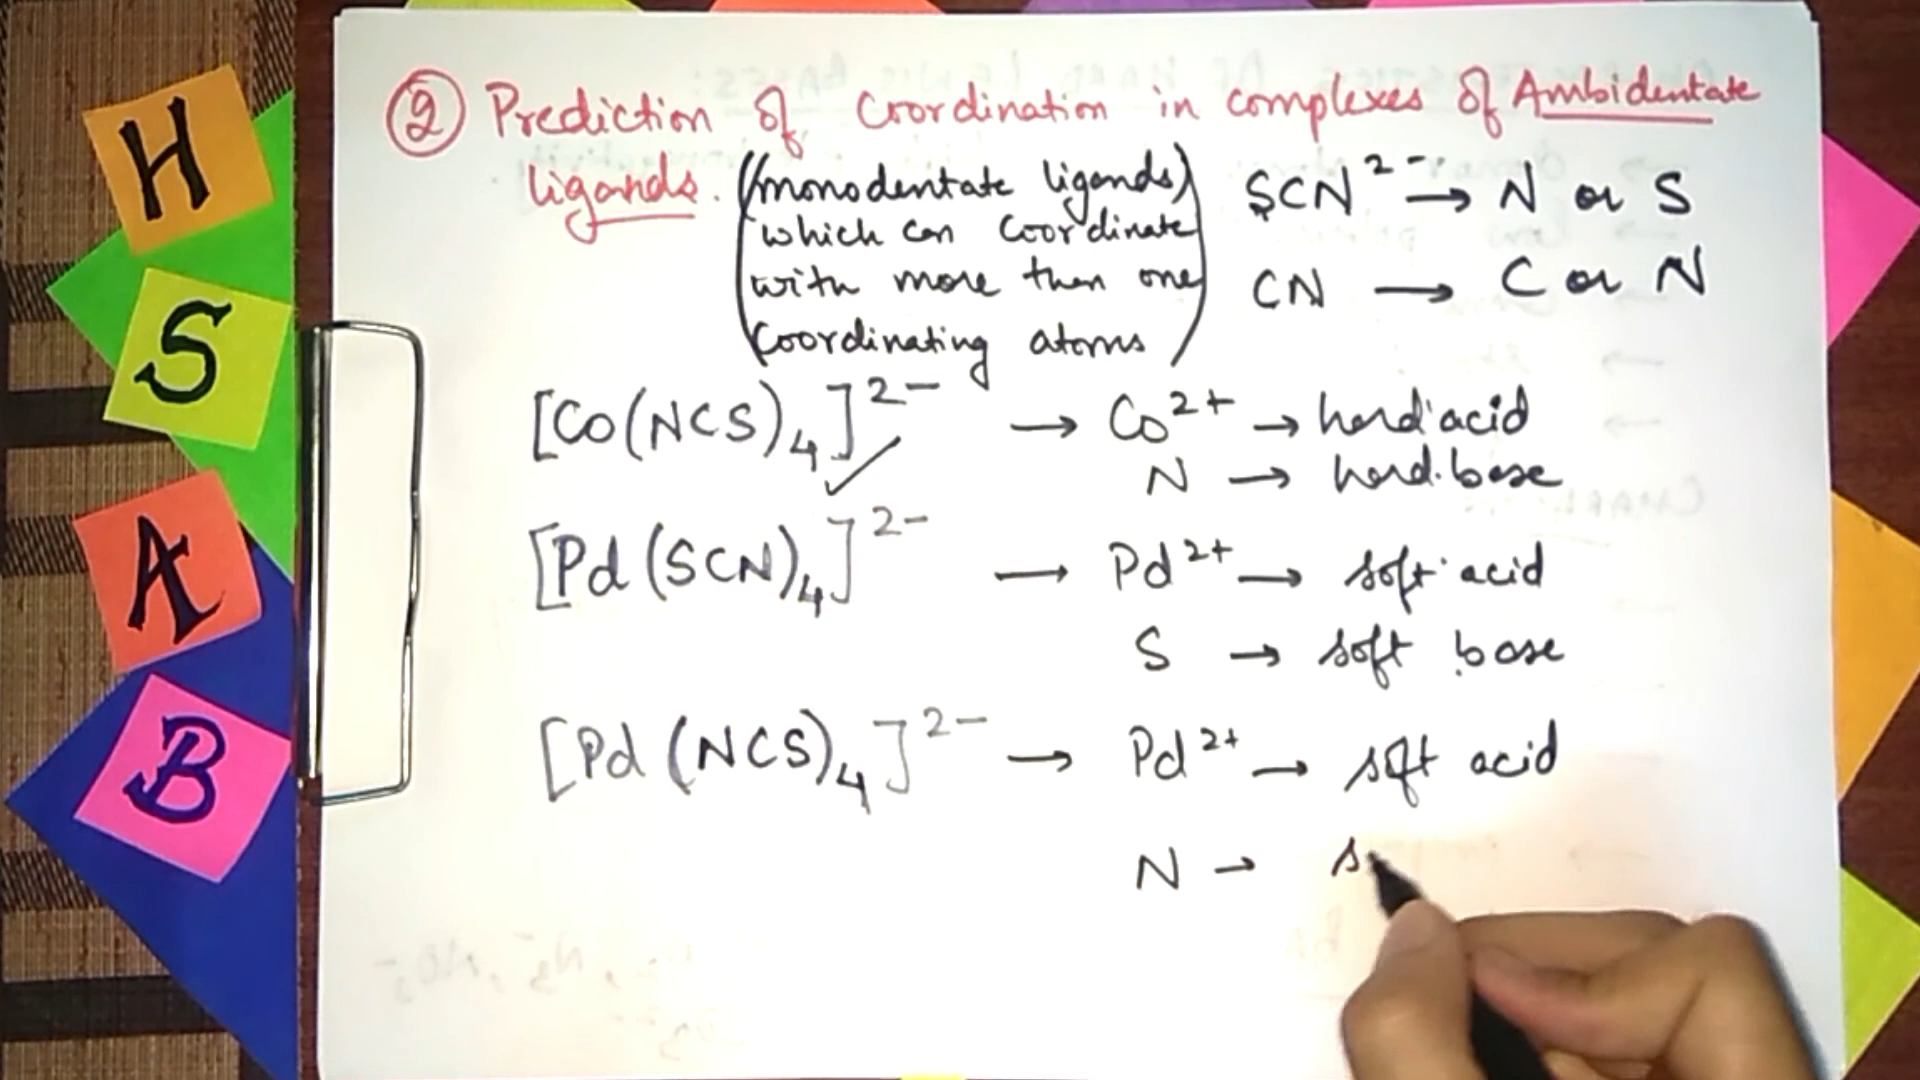 H
S
A
B
② Prediction of Coordination in complexes of Ambidentate
ligands. (monodentate ligands)
which can coordinate
with more than one
coordinating atoms
SCN²⁻ → N or S
CN → C or N
[Co(NCS)₄]²⁻ ✓ → Co²⁺ → hard acid
N → hard base
[Pd(SCN)₄]²⁻ → Pd²⁺ → soft acid
S → soft base
[Pd(NCS)₄]²⁻ → Pd²⁺ → soft acid
N → s